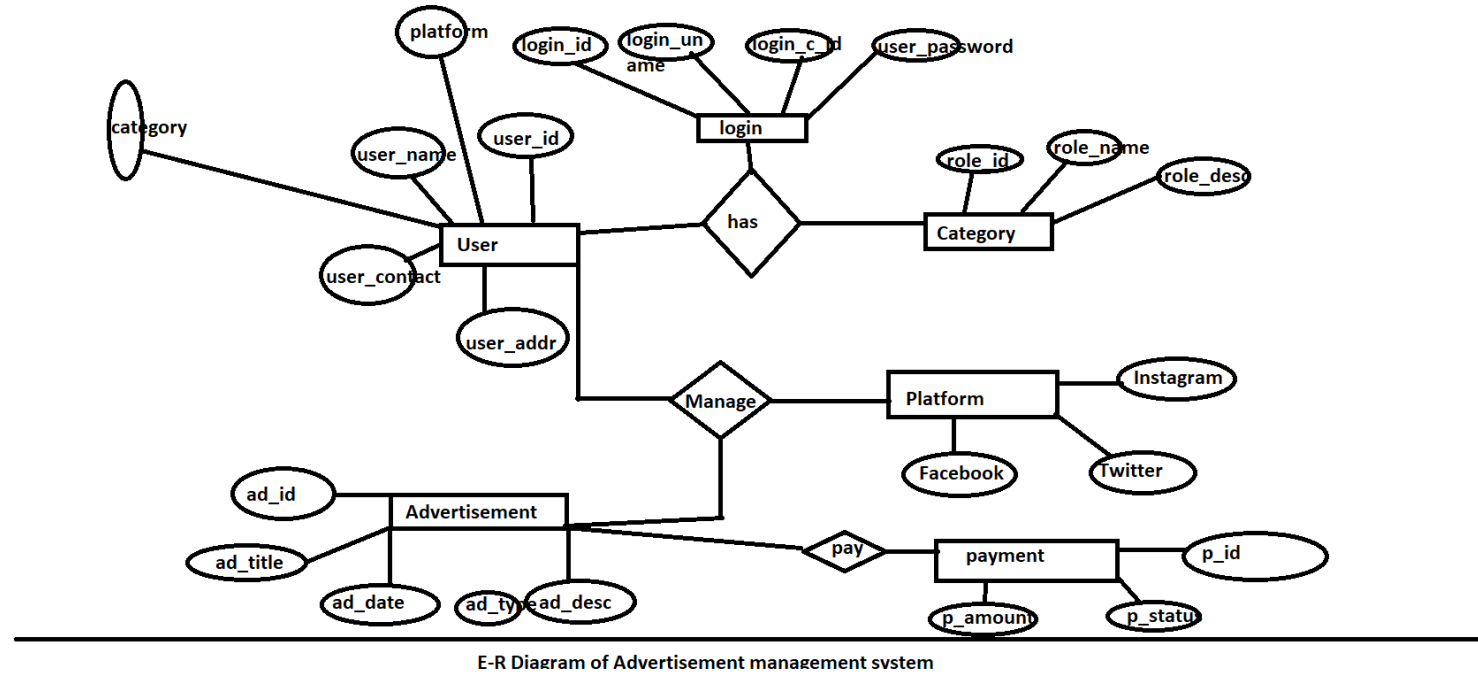 platform
login_id
login_un
ame
login_c_id
user_password
category
user_name
user_id
login
role_id
role_name
role_desc
has
User
Category
user_contact
user_addr
Manage
Platform
Instagram
Facebook
Twitter
ad_id
Advertisement
ad_title
pay
payment
p_id
ad_date
ad_type
ad_desc
p_amount
p_status
E-R Diagram of Advertisement management system